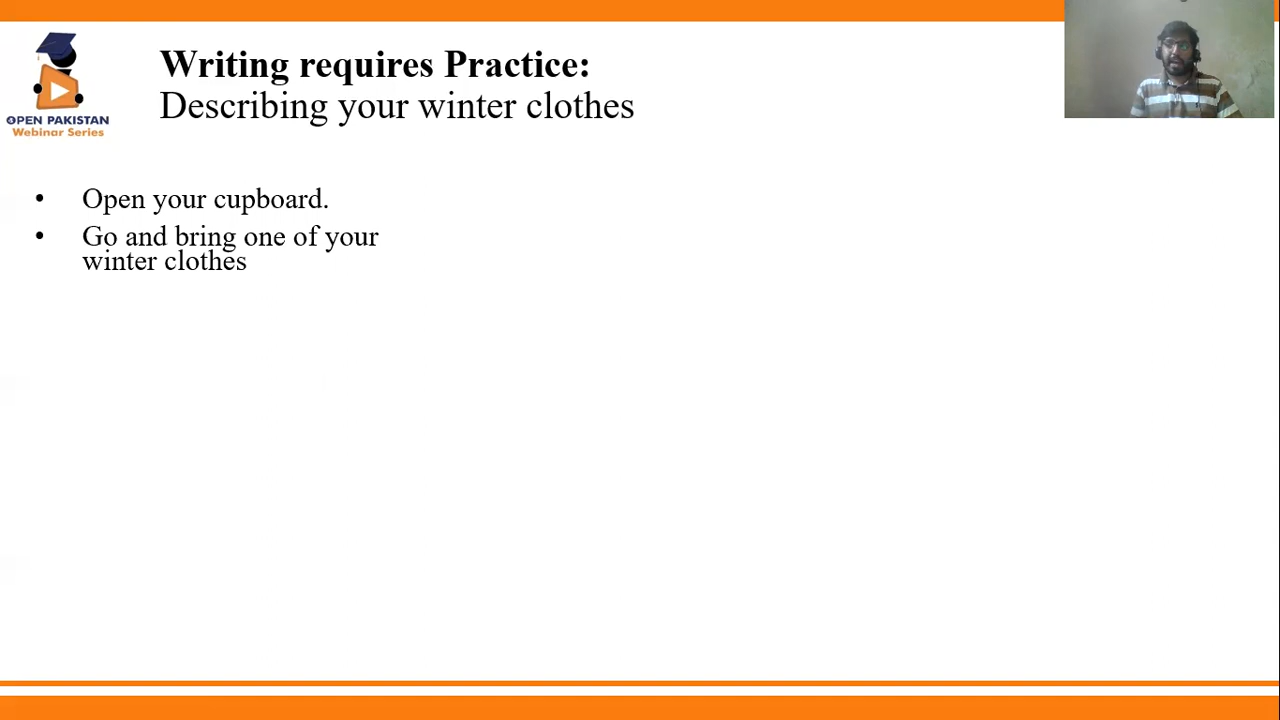 Writing requires Practice:
Describing your winter clothes
OPEN PAKISTAN
Webinar Series
• Open your cupboard.
• Go and bring one of your
winter clothes